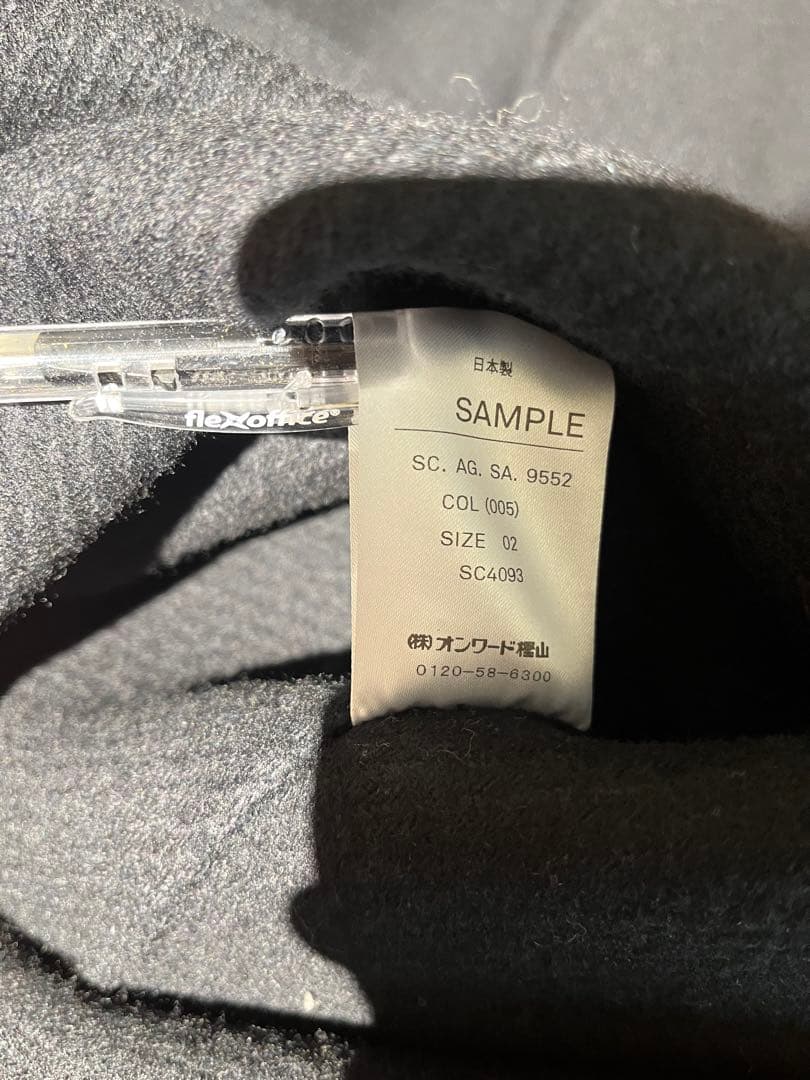 flexoffice®
日本製
SAMPLE
SC. AG. SA. 9552
COL (005)
SIZE 02
SC4093
(株)オンワード樫山
0120-58-6300